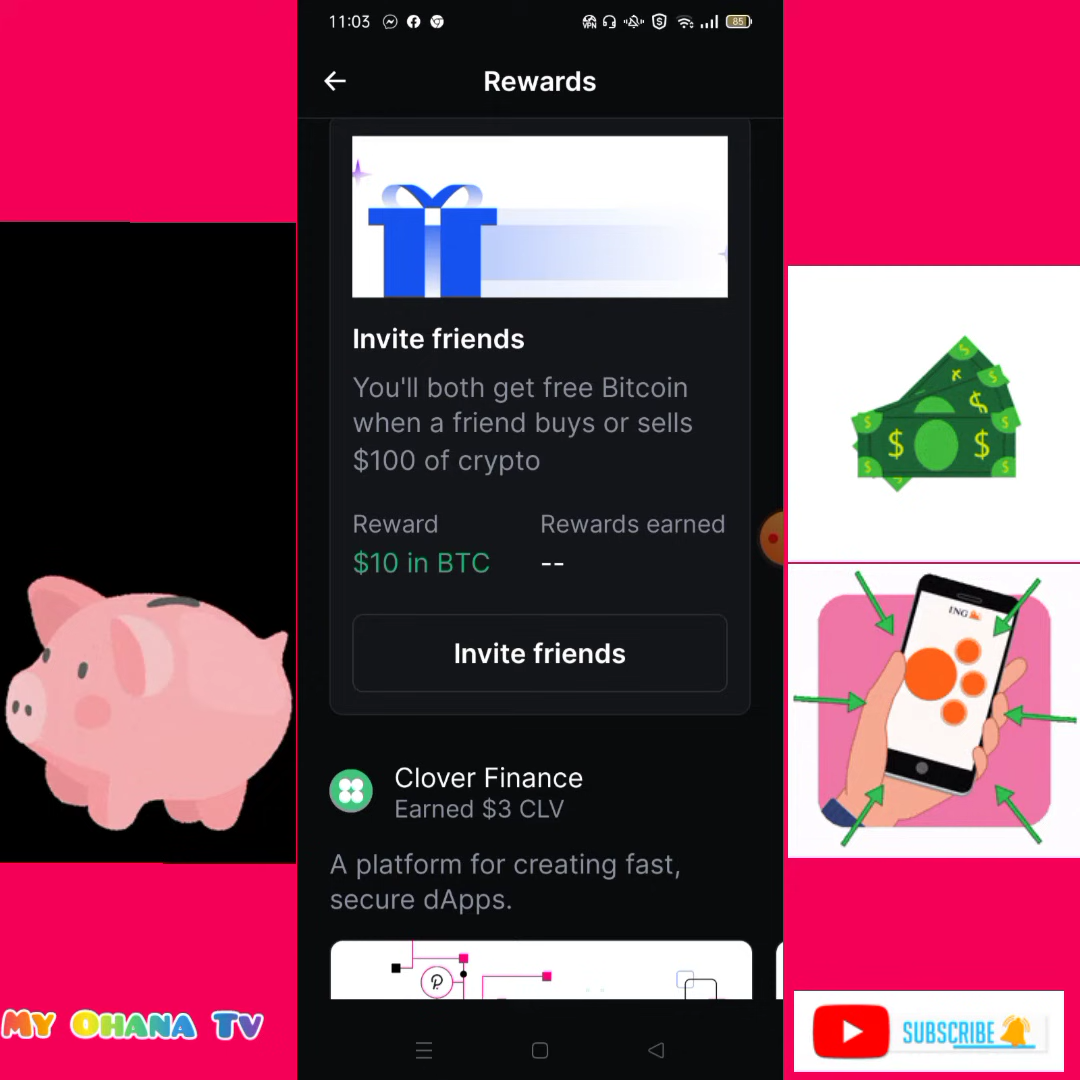 11:03
VPN
85
Rewards
Invite friends
You'll both get free Bitcoin
when a friend buys or sells
$100 of crypto
Reward
Rewards earned
$10 in BTC
--
Invite friends
Clover Finance
Earned $3 CLV
A platform for creating fast,
secure dApps.
ING
My Ohana Tv
SUBSCRIBE